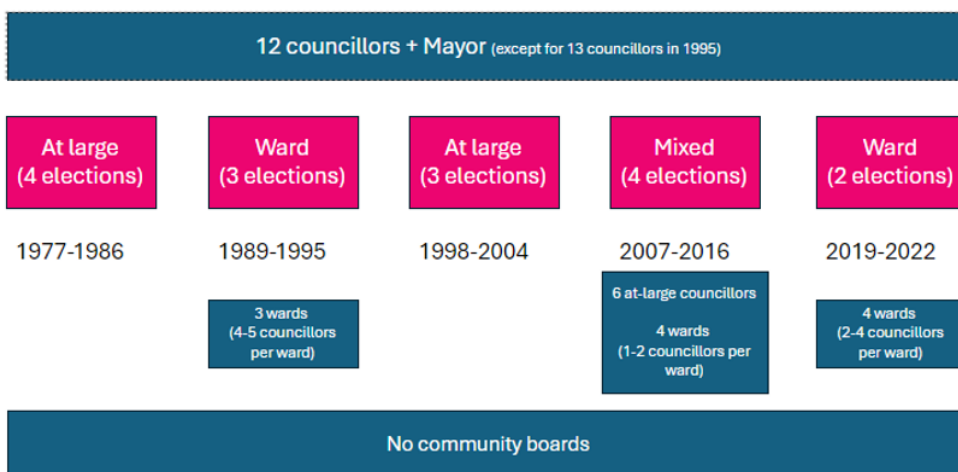 12 councillors + Mayor (except for 13 councillors in 1995)
At large
(4 elections)
Ward
(3 elections)
At large
(3 elections)
Mixed
(4 elections)
Ward
(2 elections)
1977-1986
1989-1995
1998-2004
2007-2016
2019-2022
3 wards
(4-5 councillors
per ward)
6 at-large councillors
4 wards
(1-2 councillors per
ward)
4 wards
(2-4 councillors
per ward)
No community boards